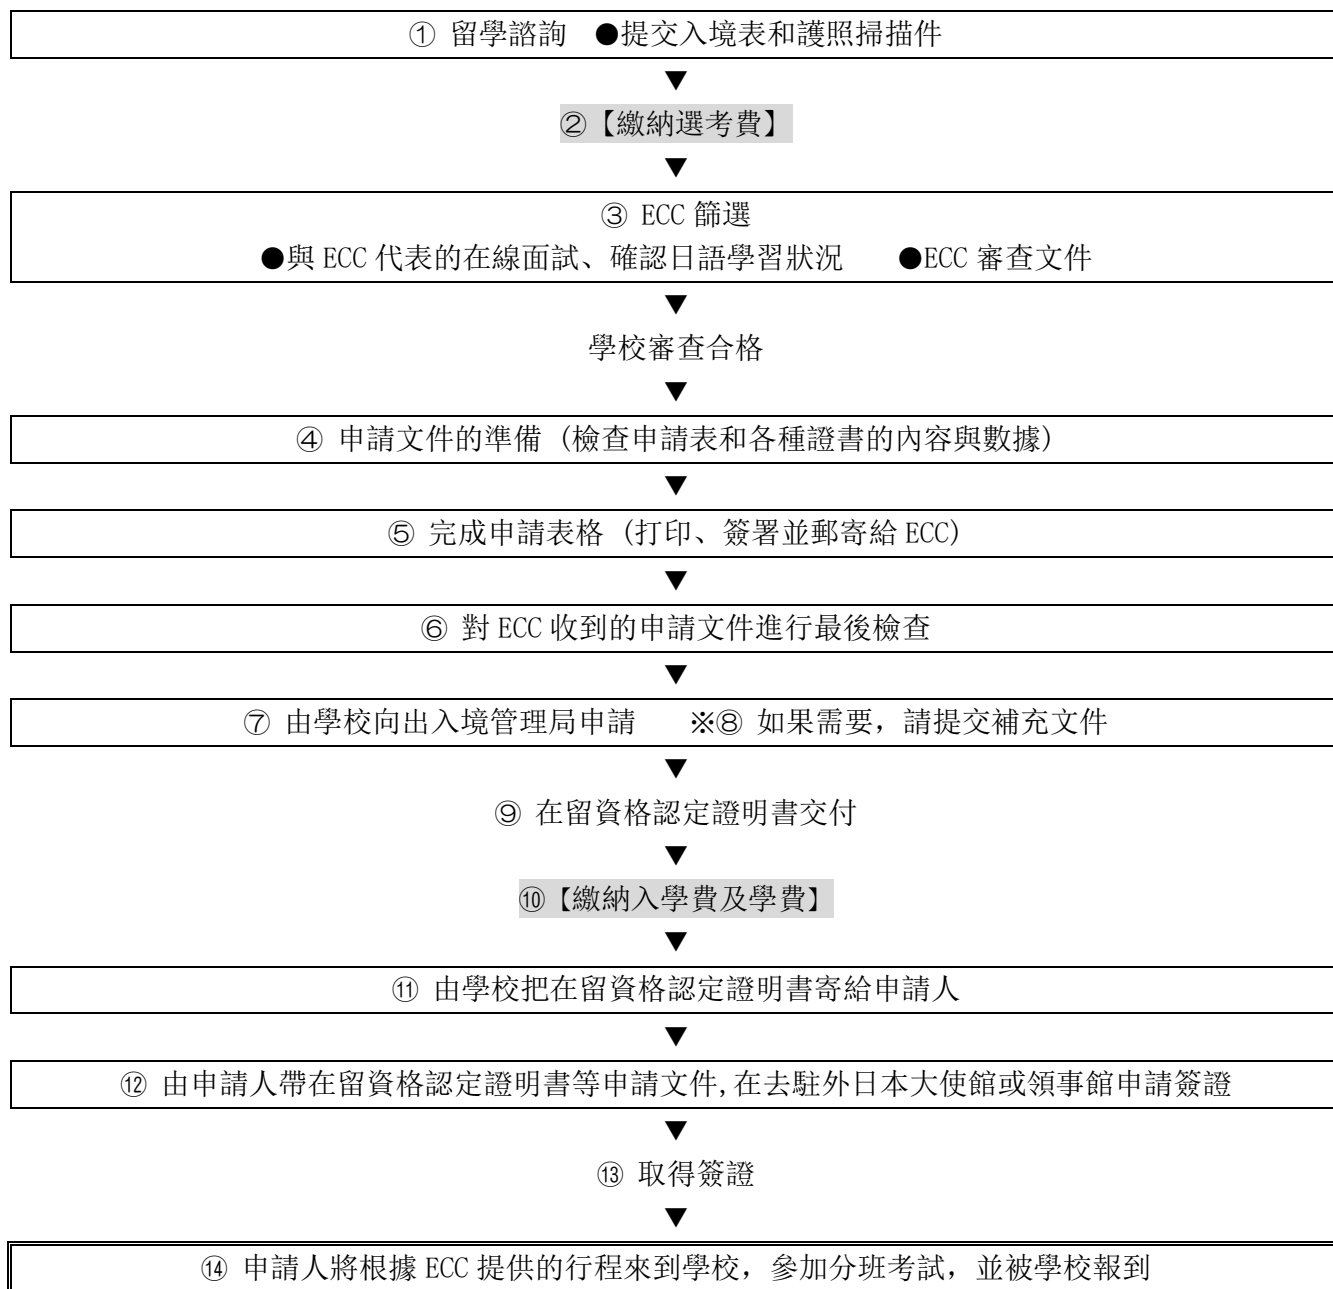 ① 留學諮詢 ●提交入境表和護照掃描件
▼
②【繳納選考費】
▼
③ ECC 篩選
●與 ECC 代表的在線面試、確認日語學習狀況 ●ECC 審查文件
▼
學校審查合格
▼
④ 申請文件的準備 (檢查申請表和各種證書的內容與數據)
▼
⑤ 完成申請表格 (打印、簽署並郵寄給 ECC)
▼
⑥ 對 ECC 收到的申請文件進行最後檢查
▼
⑦ 由學校向出入境管理局申請 ※⑧ 如果需要，請提交補充文件
▼
⑨ 在留資格認定證明書交付
▼
⑩【繳納入學費及學費】
▼
⑪ 由學校把在留資格認定證明書寄給申請人
▼
⑫ 由申請人帶在留資格認定證明書等申請文件,在去駐外日本大使館或領事館申請簽證
▼
⑬ 取得簽證
▼
⑭ 申請人將根據 ECC 提供的行程來到學校，參加分班考試，並被學校報到